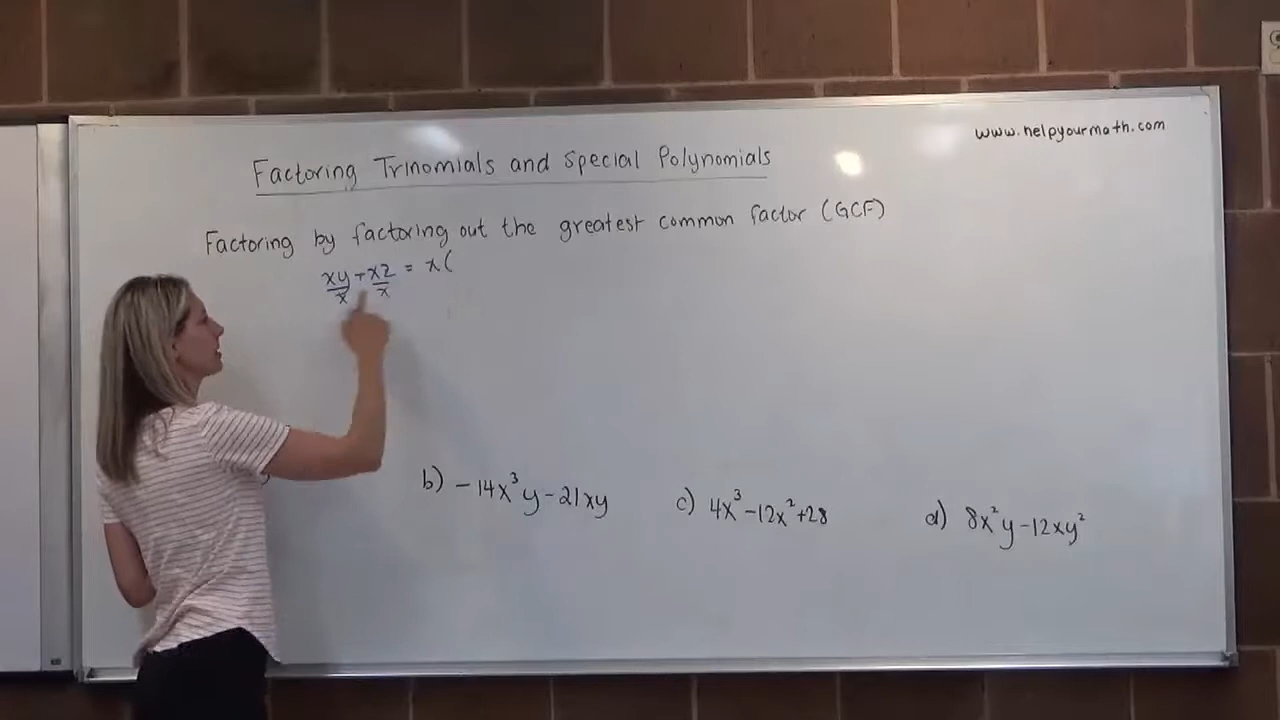 www.helpyourmath.com
Factoring Trinomials and Special Polynomials
Factoring by factoring out the greatest common factor (GCF)
xy + xz = x(
x x
b) -14x³y - 21xy
c) 4x³ - 12x² + 28
d) 8x²y - 12xy²